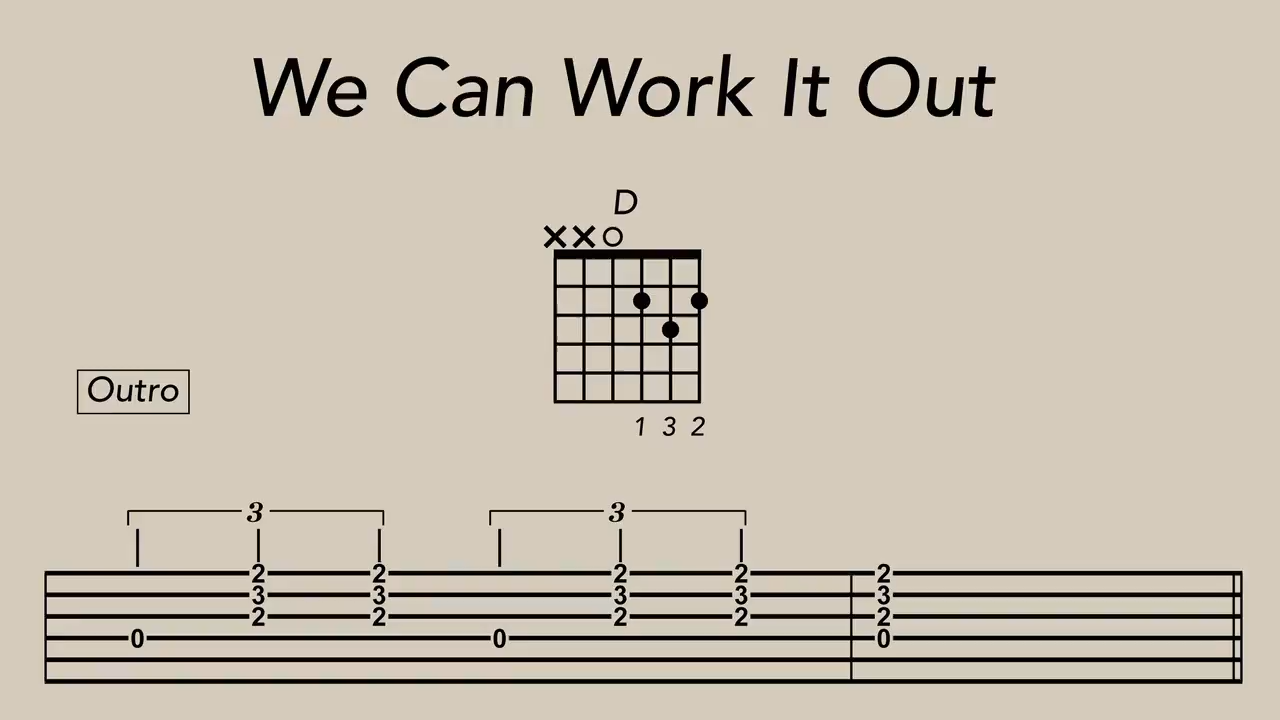 We Can Work It Out
D
Outro
1 3 2
3 3
2 2 2 2 2
3 3 3 3 3
2 2 2 2 2
0 0 0